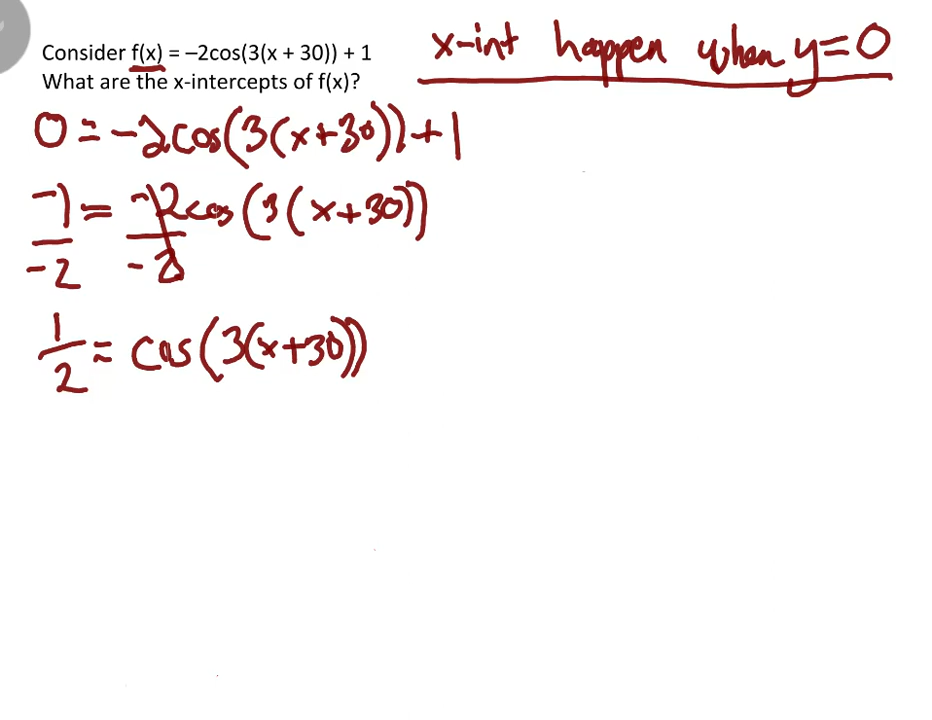 Consider f(x) = –2cos(3(x + 30)) + 1
What are the x-intercepts of f(x)?
x-int happen when y=0
0 = -2cos(3(x+30))+1
-1 = -2cos(3(x+30))
-2 -2
1/2 = cos(3(x+30))